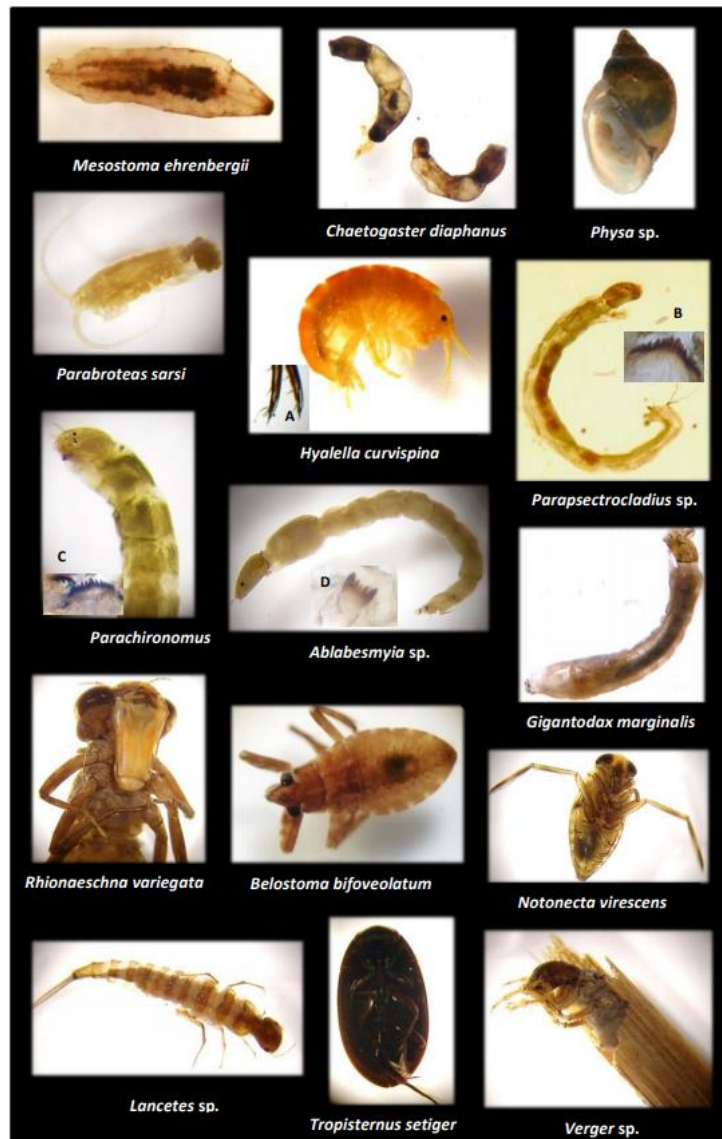 Mesostoma ehrenbergii
Chaetogaster diaphanus
Physa sp.
Parabroteas sarsi
A
Hyalella curvispina
B
Parapsectrocladius sp.
C
Parachironomus
D
Ablabesmyia sp.
Gigantodax marginalis
Rhionaeschna variegata
Belostoma bifoveolatum
Notonecta virescens
Lancetes sp.
Tropisternus setiger
Verger sp.